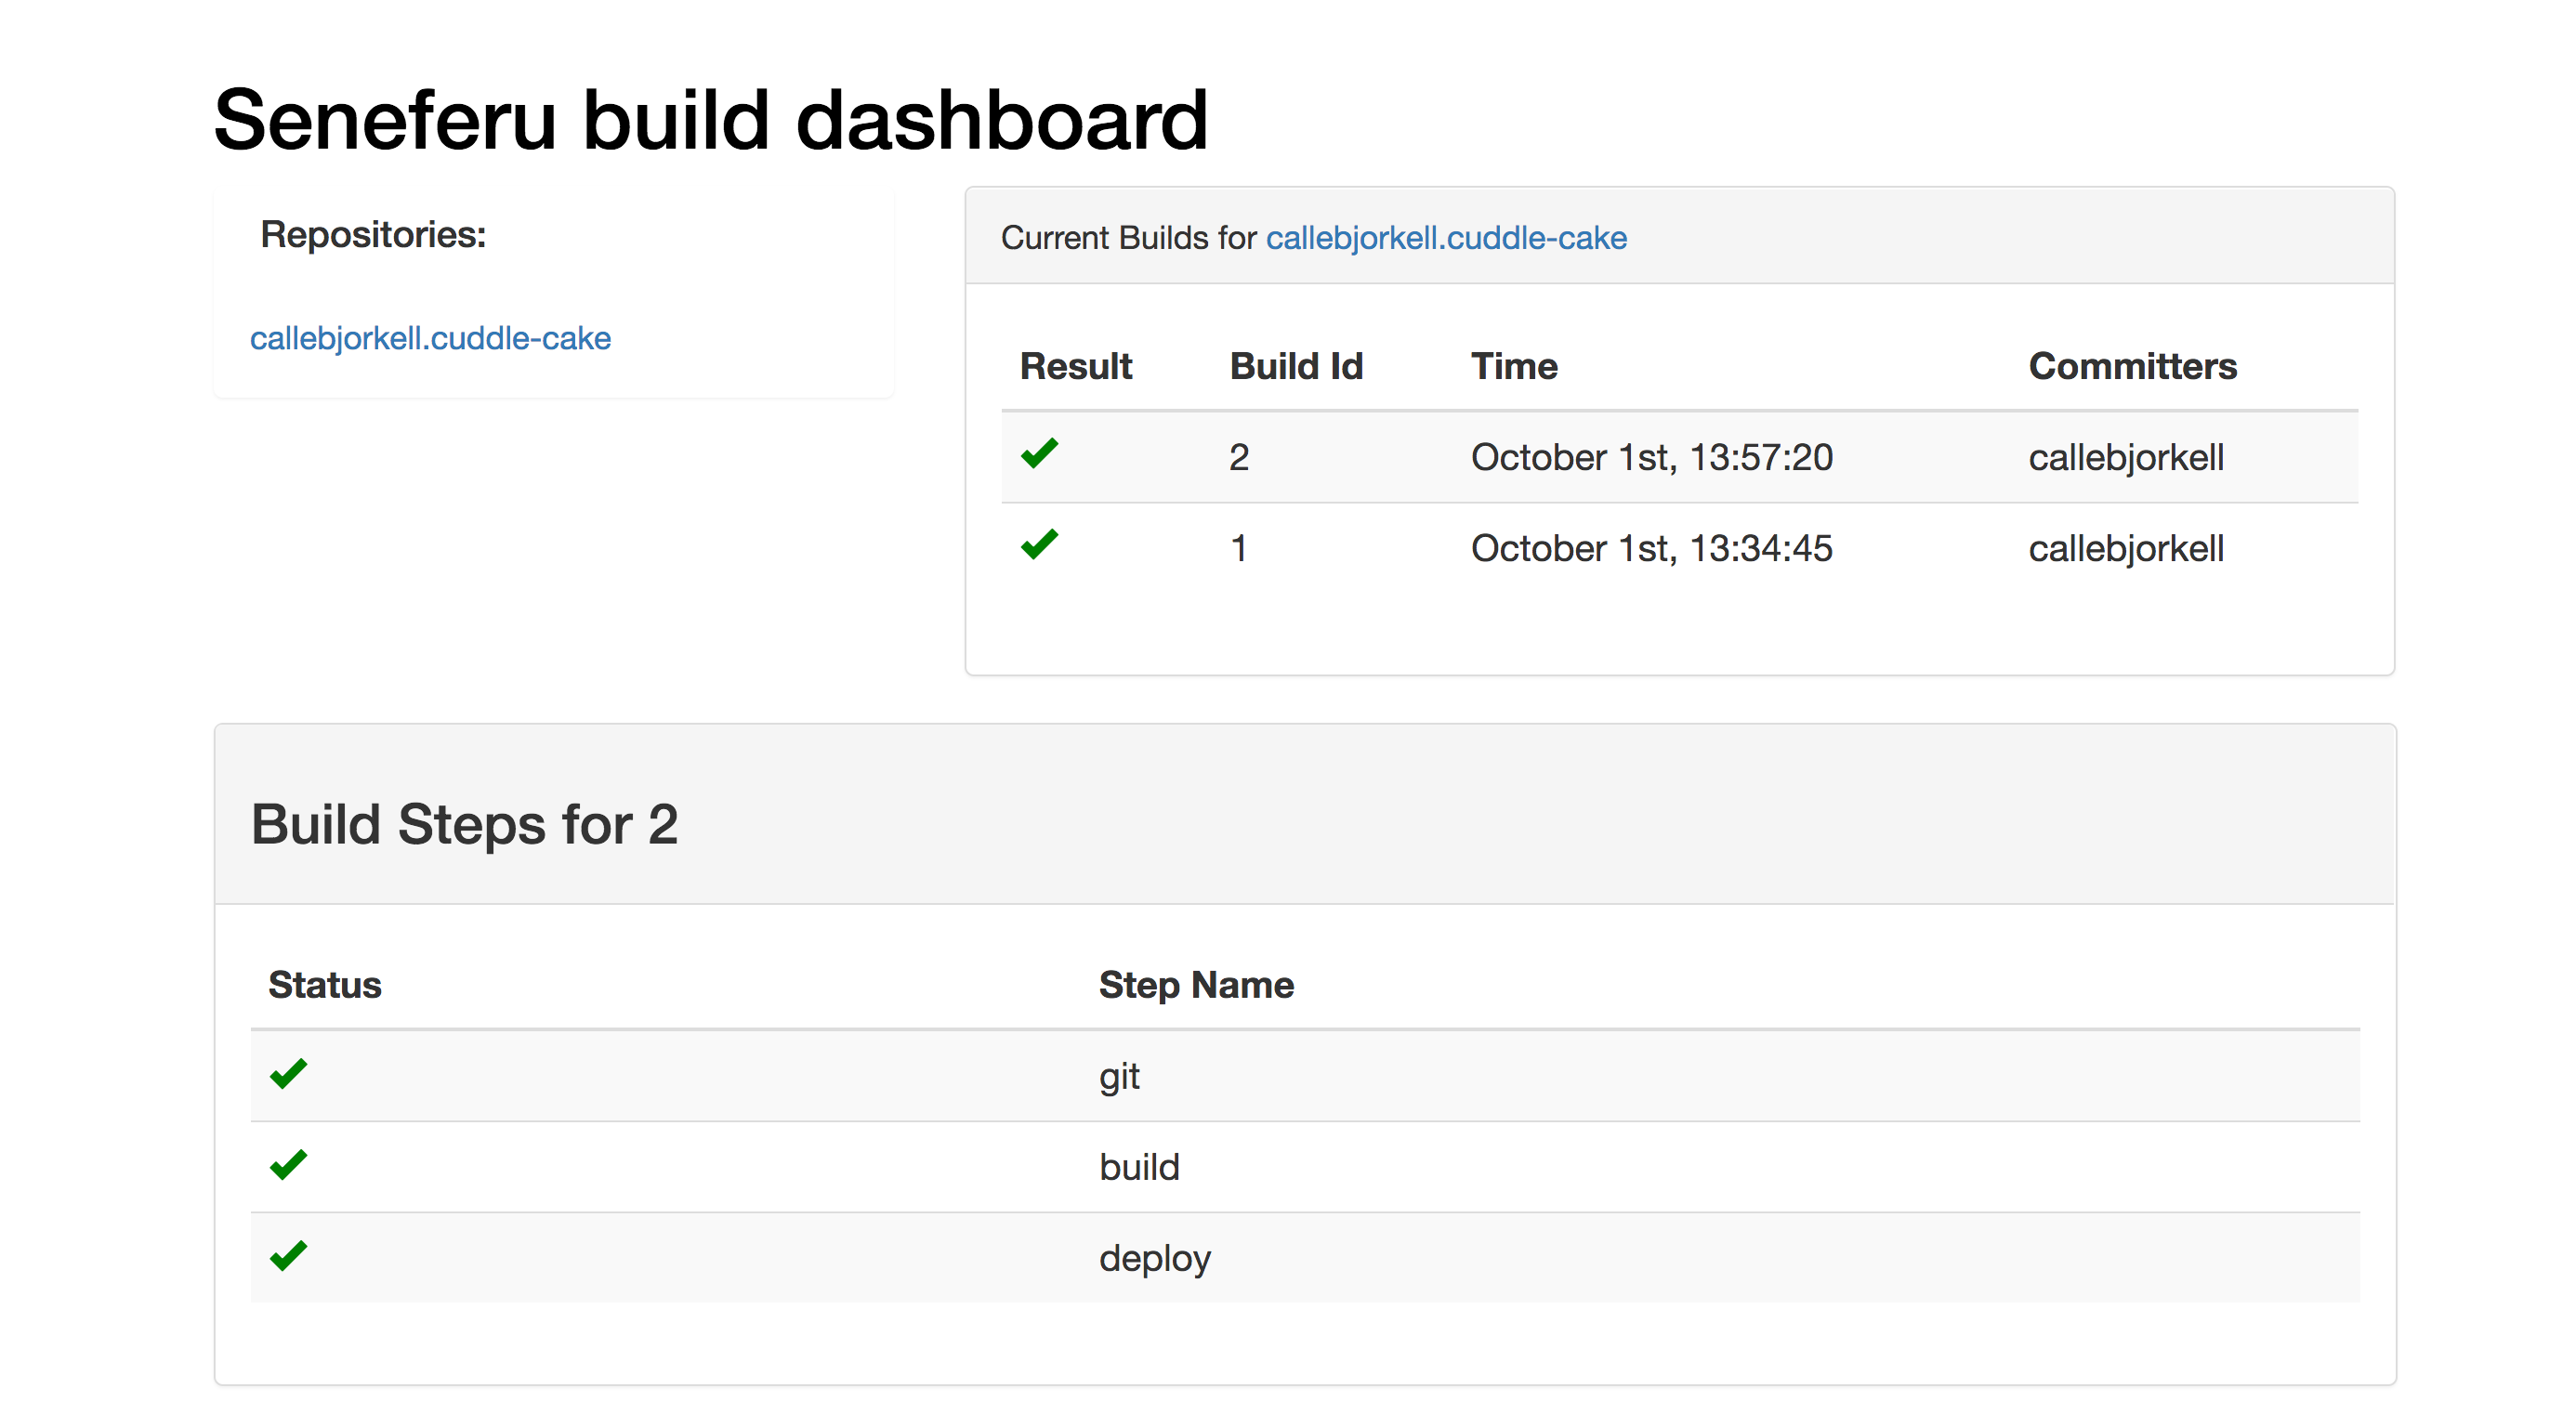 Seneferu build dashboard
Repositories:
callebjorkell.cuddle-cake
Current Builds for callebjorkell.cuddle-cake
Result Build Id Time Committers
2 October 1st, 13:57:20 callebjorkell
1 October 1st, 13:34:45 callebjorkell
Build Steps for 2
Status Step Name
git
build
deploy